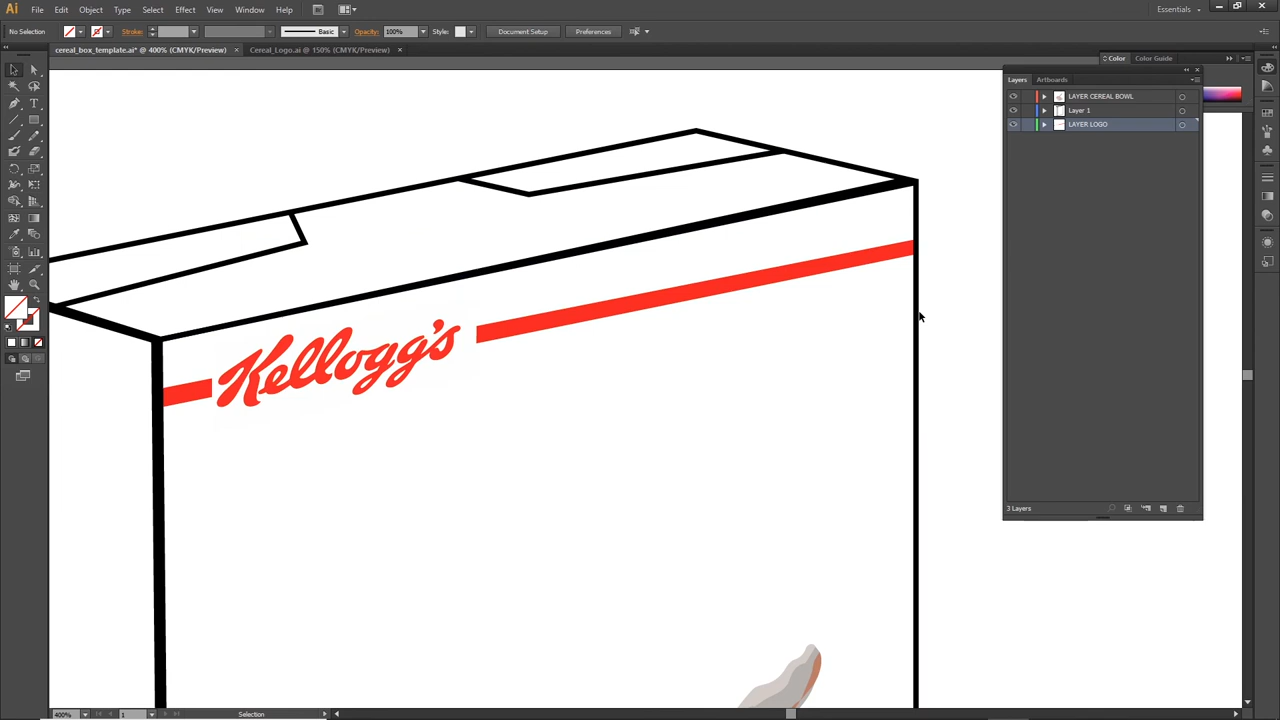 Ai File Edit Object Type Select Effect View Window Help Br Essentials
No Selection Stroke: Basic Opacity: 100% Style: Document Setup Preferences
cereal_box_template.ai* @ 400% (CMYK/Preview) × Cereal_Logo.ai @ 150% (CMYK/Preview) ×
Color Color Guide
Layers Artboards
LAYER CEREAL BOWL
Layer 1
LAYER LOGO
Kellogg's
3 Layers
400% 1 Selection